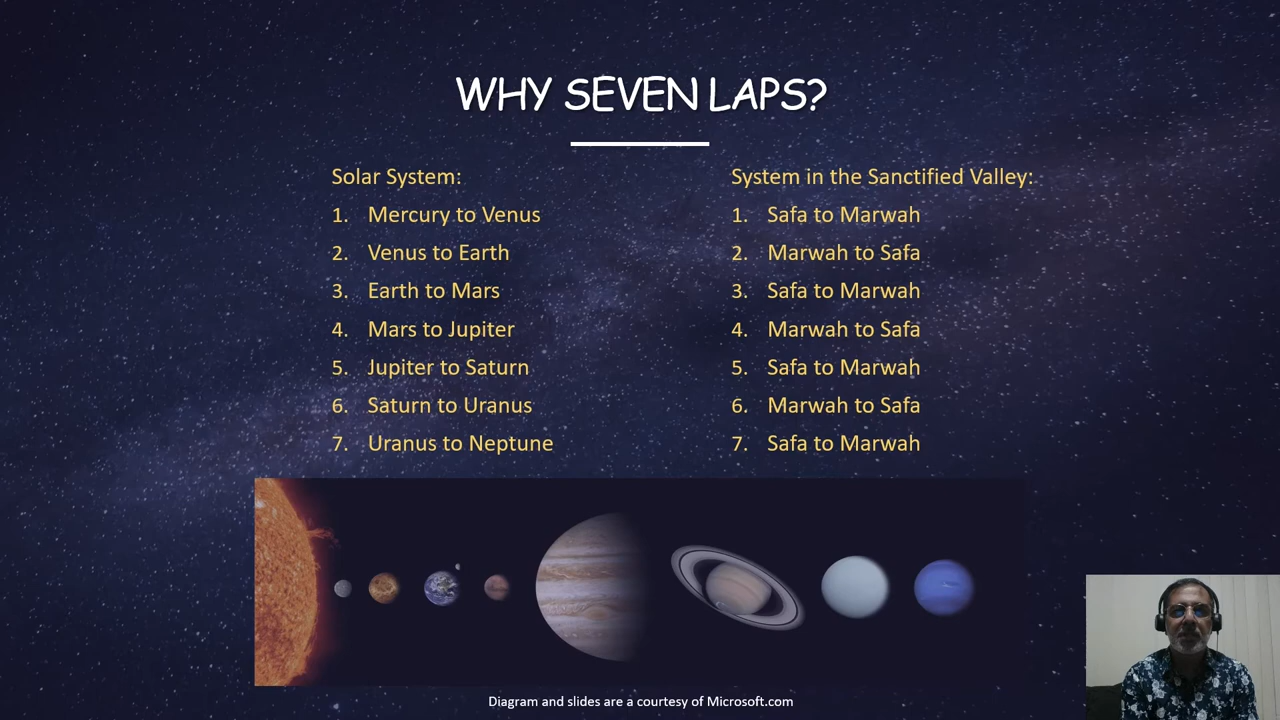 WHY SEVEN LAPS?
Solar System:
1. Mercury to Venus
2. Venus to Earth
3. Earth to Mars
4. Mars to Jupiter
5. Jupiter to Saturn
6. Saturn to Uranus
7. Uranus to Neptune
System in the Sanctified Valley:
1. Safa to Marwah
2. Marwah to Safa
3. Safa to Marwah
4. Marwah to Safa
5. Safa to Marwah
6. Marwah to Safa
7. Safa to Marwah
Diagram and slides are a courtesy of Microsoft.com